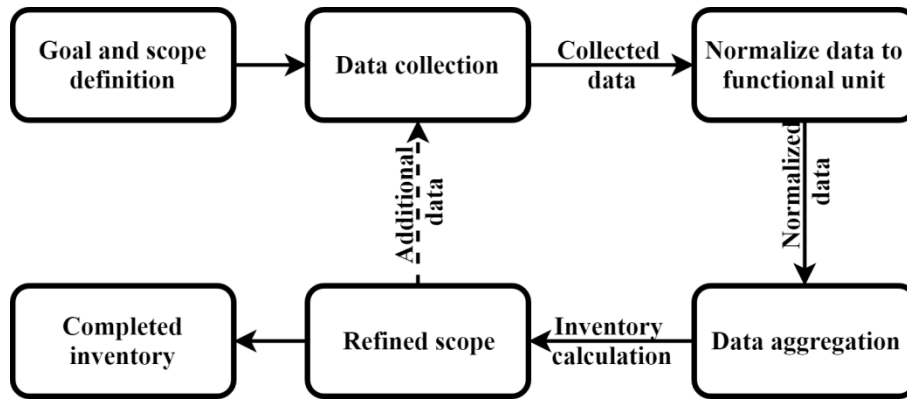 Goal and scope
definition
Data collection
Collected
data
Normalize data to
functional unit
Additional
data
Normalized
data
Completed
inventory
Refined scope
Inventory
calculation
Data aggregation